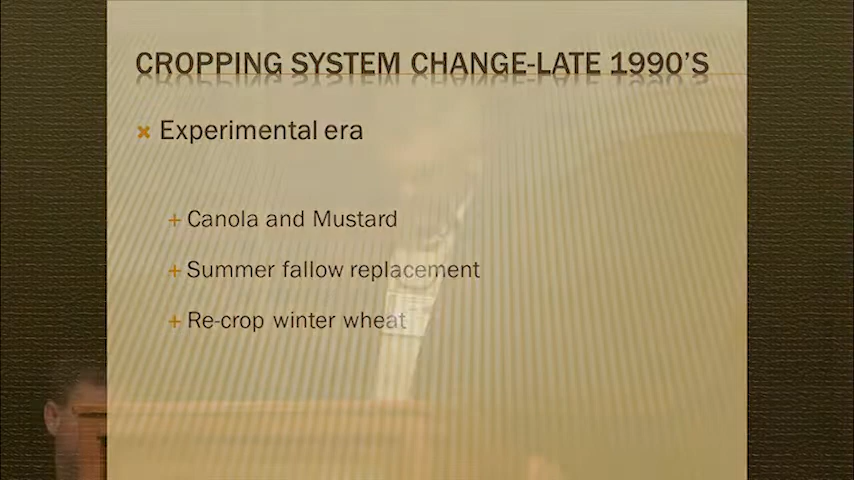 CROPPING SYSTEM CHANGE-LATE 1990'S
Experimental era
Canola and Mustard
Summer fallow replacement
Re-crop winter wheat